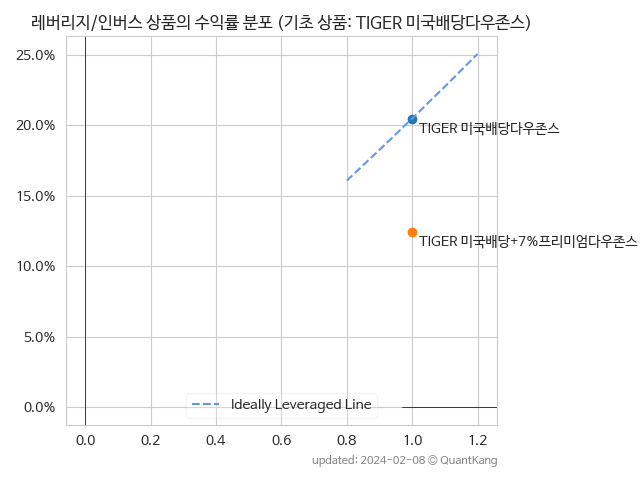 레버리지/인버스 상품의 수익률 분포 (기초 상품: TIGER 미국배당다우존스)
25.0%
20.0%
TIGER 미국배당다우존스
15.0%
TIGER 미국배당+7%프리미엄다우존스
10.0%
5.0%
0.0%
Ideally Leveraged Line
0.0 0.2 0.4 0.6 0.8 1.0 1.2
updated: 2024-02-08 © QuantKang